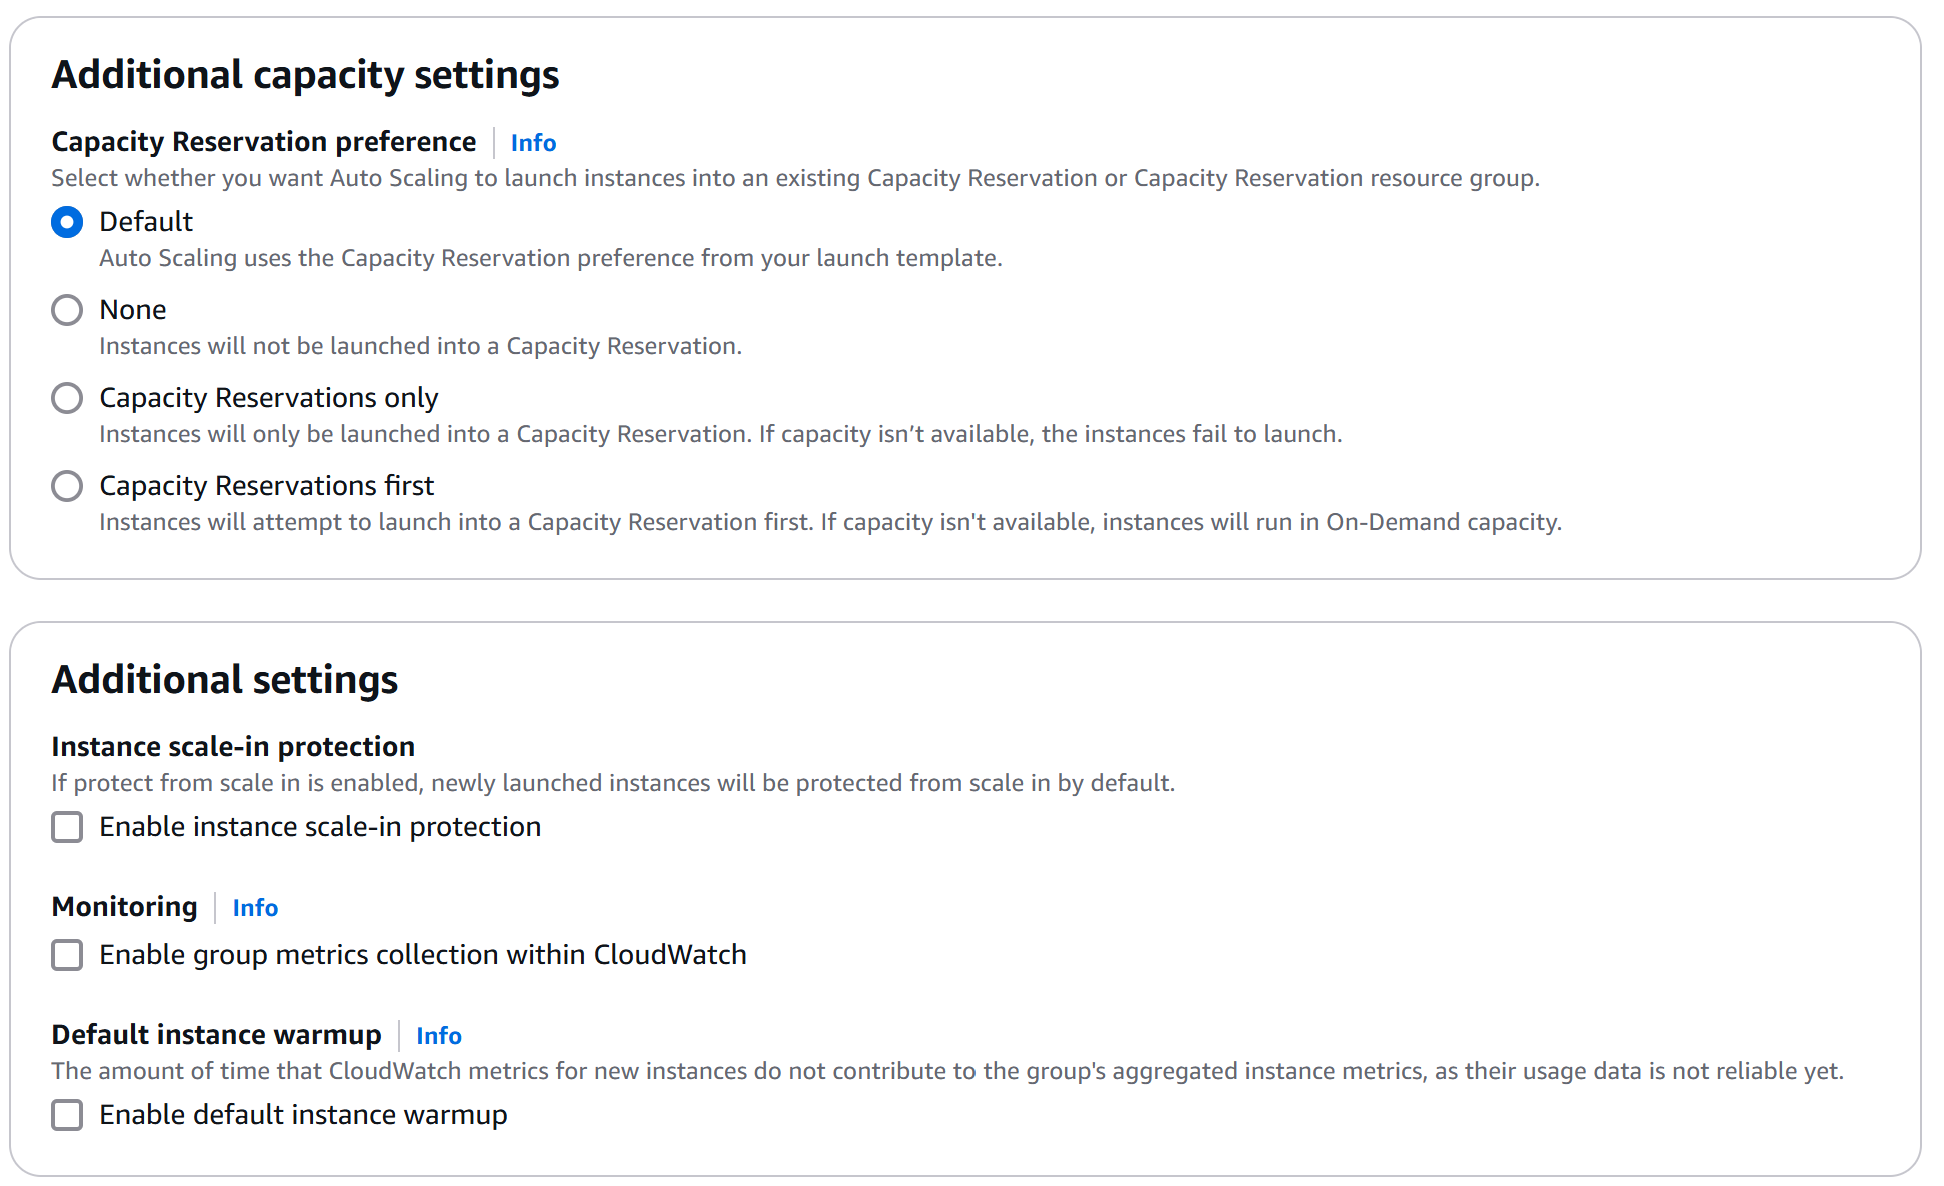 Additional capacity settings
Capacity Reservation preference Info
Select whether you want Auto Scaling to launch instances into an existing Capacity Reservation or Capacity Reservation resource group.
Default
Auto Scaling uses the Capacity Reservation preference from your launch template.
None
Instances will not be launched into a Capacity Reservation.
Capacity Reservations only
Instances will only be launched into a Capacity Reservation. If capacity isn’t available, the instances fail to launch.
Capacity Reservations first
Instances will attempt to launch into a Capacity Reservation first. If capacity isn't available, instances will run in On-Demand capacity.
Additional settings
Instance scale-in protection
If protect from scale in is enabled, newly launched instances will be protected from scale in by default.
Enable instance scale-in protection
Monitoring Info
Enable group metrics collection within CloudWatch
Default instance warmup Info
The amount of time that CloudWatch metrics for new instances do not contribute to the group's aggregated instance metrics, as their usage data is not reliable yet.
Enable default instance warmup